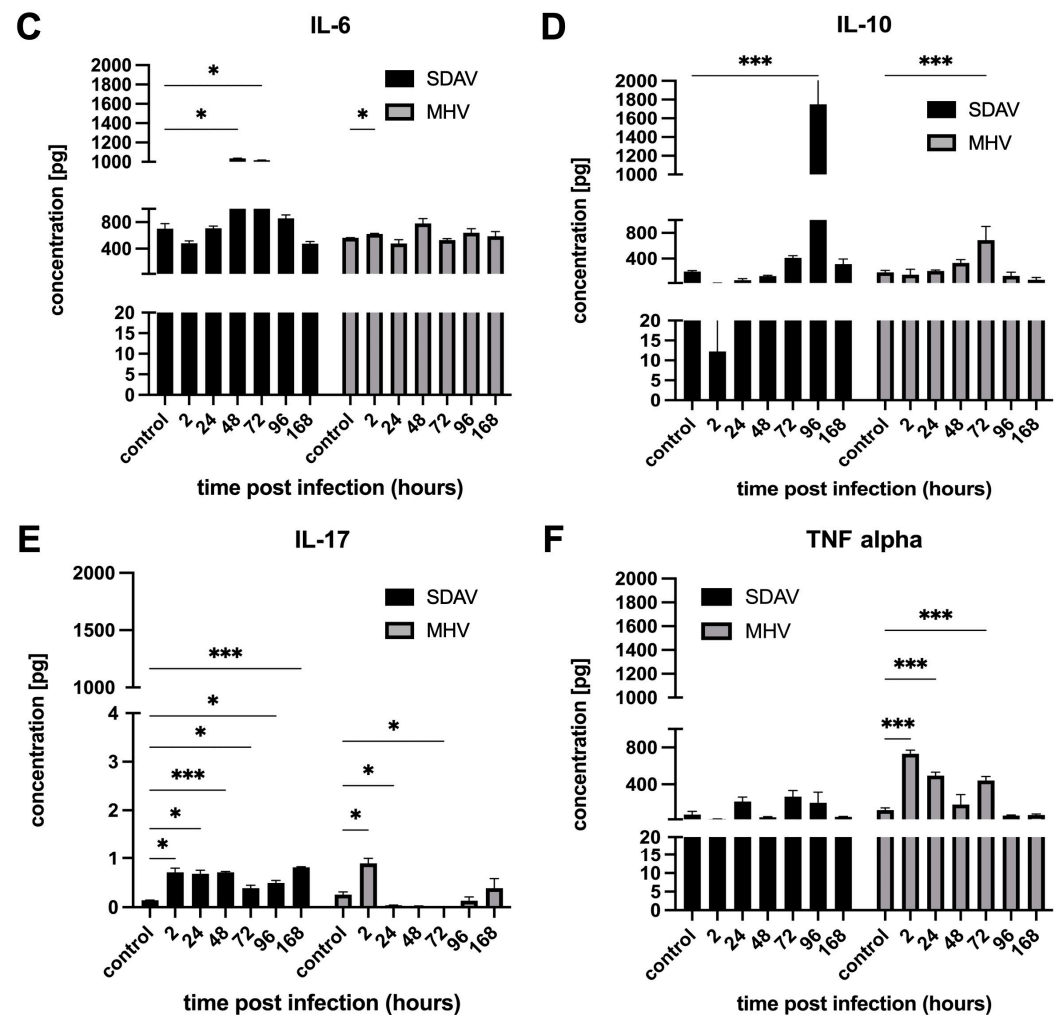 C
IL-6
concentration [pg]
2000
1800
1600
1400
1200
1000
800
400
20
15
10
5
0
*
*
*
SDAV
MHV
control 2 24 48 72 96 168 control 2 24 48 72 96 168
time post infection (hours)
D
IL-10
concentration [pg]
2000
1800
1600
1400
1200
1000
800
400
20
15
10
5
0
***
***
SDAV
MHV
control 2 24 48 72 96 168 control 2 24 48 72 96 168
time post infection (hours)
E
IL-17
concentration [pg]
2000
1500
1000
4
3
2
1
0
***
*
*
***
*
*
*
*
*
SDAV
MHV
control 2 24 48 72 96 168 control 2 24 48 72 96 168
time post infection (hours)
F
TNF alpha
concentration [pg]
2000
1800
1600
1400
1200
1000
800
400
20
15
10
5
0
SDAV
MHV
***
***
***
control 2 24 48 72 96 168 control 2 24 48 72 96 168
time post infection (hours)